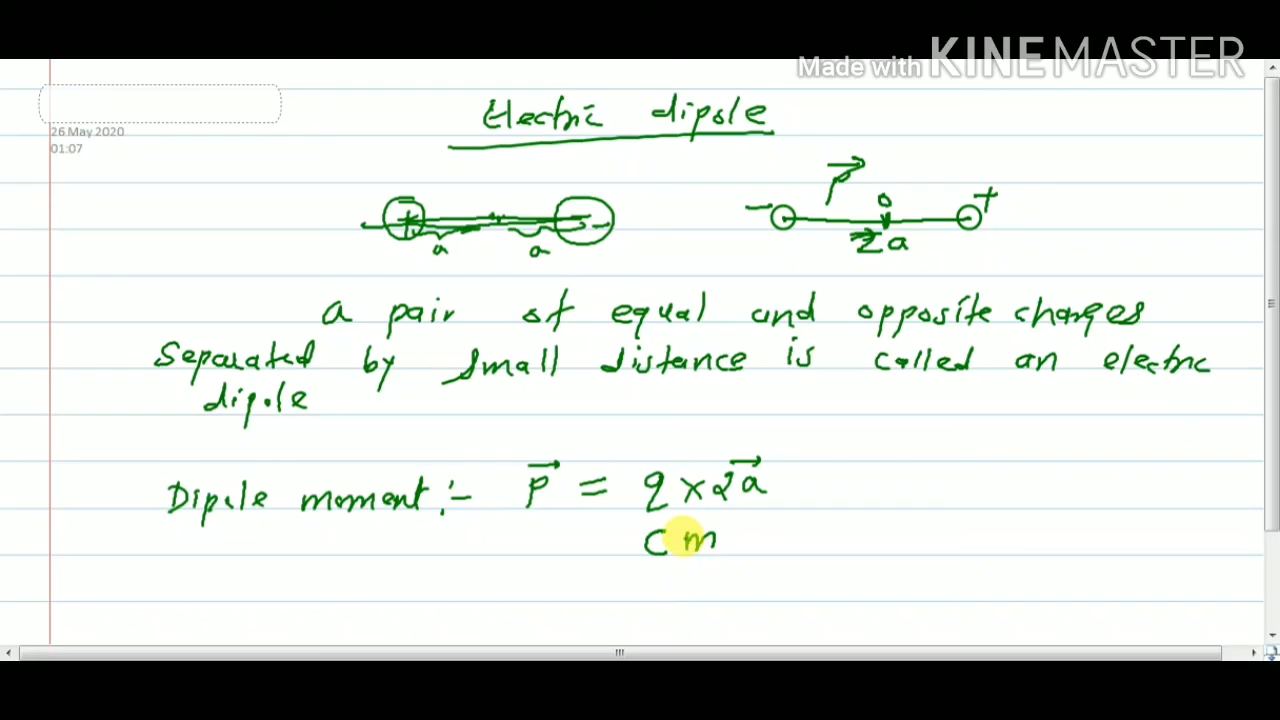 Made with KINEMASTER
Electric dipole
26 May 2020
01:07
a a
- P⃗ o +
2a
a pair of equal and opposite charges
separated by small distance is called an electric
dipole
Dipole moment :- P⃗ = q × 2a⃗
C m